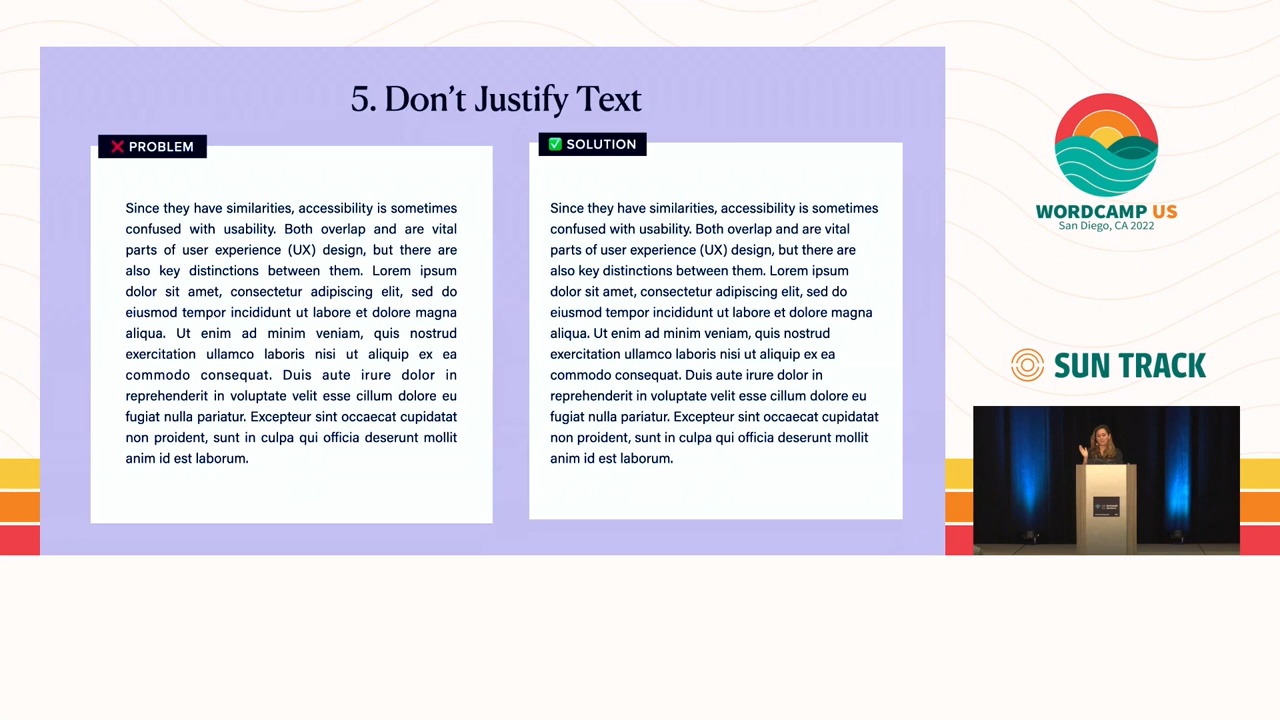 5. Don’t Justify Text
❌ PROBLEM
Since they have similarities, accessibility is sometimes
confused with usability. Both overlap and are vital
parts of user experience (UX) design, but there are
also key distinctions between them. Lorem ipsum
dolor sit amet, consectetur adipiscing elit, sed do
eiusmod tempor incididunt ut labore et dolore magna
aliqua. Ut enim ad minim veniam, quis nostrud
exercitation ullamco laboris nisi ut aliquip ex ea
commodo consequat. Duis aute irure dolor in
reprehenderit in voluptate velit esse cillum dolore eu
fugiat nulla pariatur. Excepteur sint occaecat cupidatat
non proident, sunt in culpa qui officia deserunt mollit
anim id est laborum.
✅ SOLUTION
Since they have similarities, accessibility is sometimes
confused with usability. Both overlap and are vital
parts of user experience (UX) design, but there are
also key distinctions between them. Lorem ipsum
dolor sit amet, consectetur adipiscing elit, sed do
eiusmod tempor incididunt ut labore et dolore magna
aliqua. Ut enim ad minim veniam, quis nostrud
exercitation ullamco laboris nisi ut aliquip ex ea
commodo consequat. Duis aute irure dolor in
reprehenderit in voluptate velit esse cillum dolore eu
fugiat nulla pariatur. Excepteur sint occaecat cupidatat
non proident, sunt in culpa qui officia deserunt mollit
anim id est laborum.
WORDCAMP US
San Diego, CA 2022
SUN TRACK